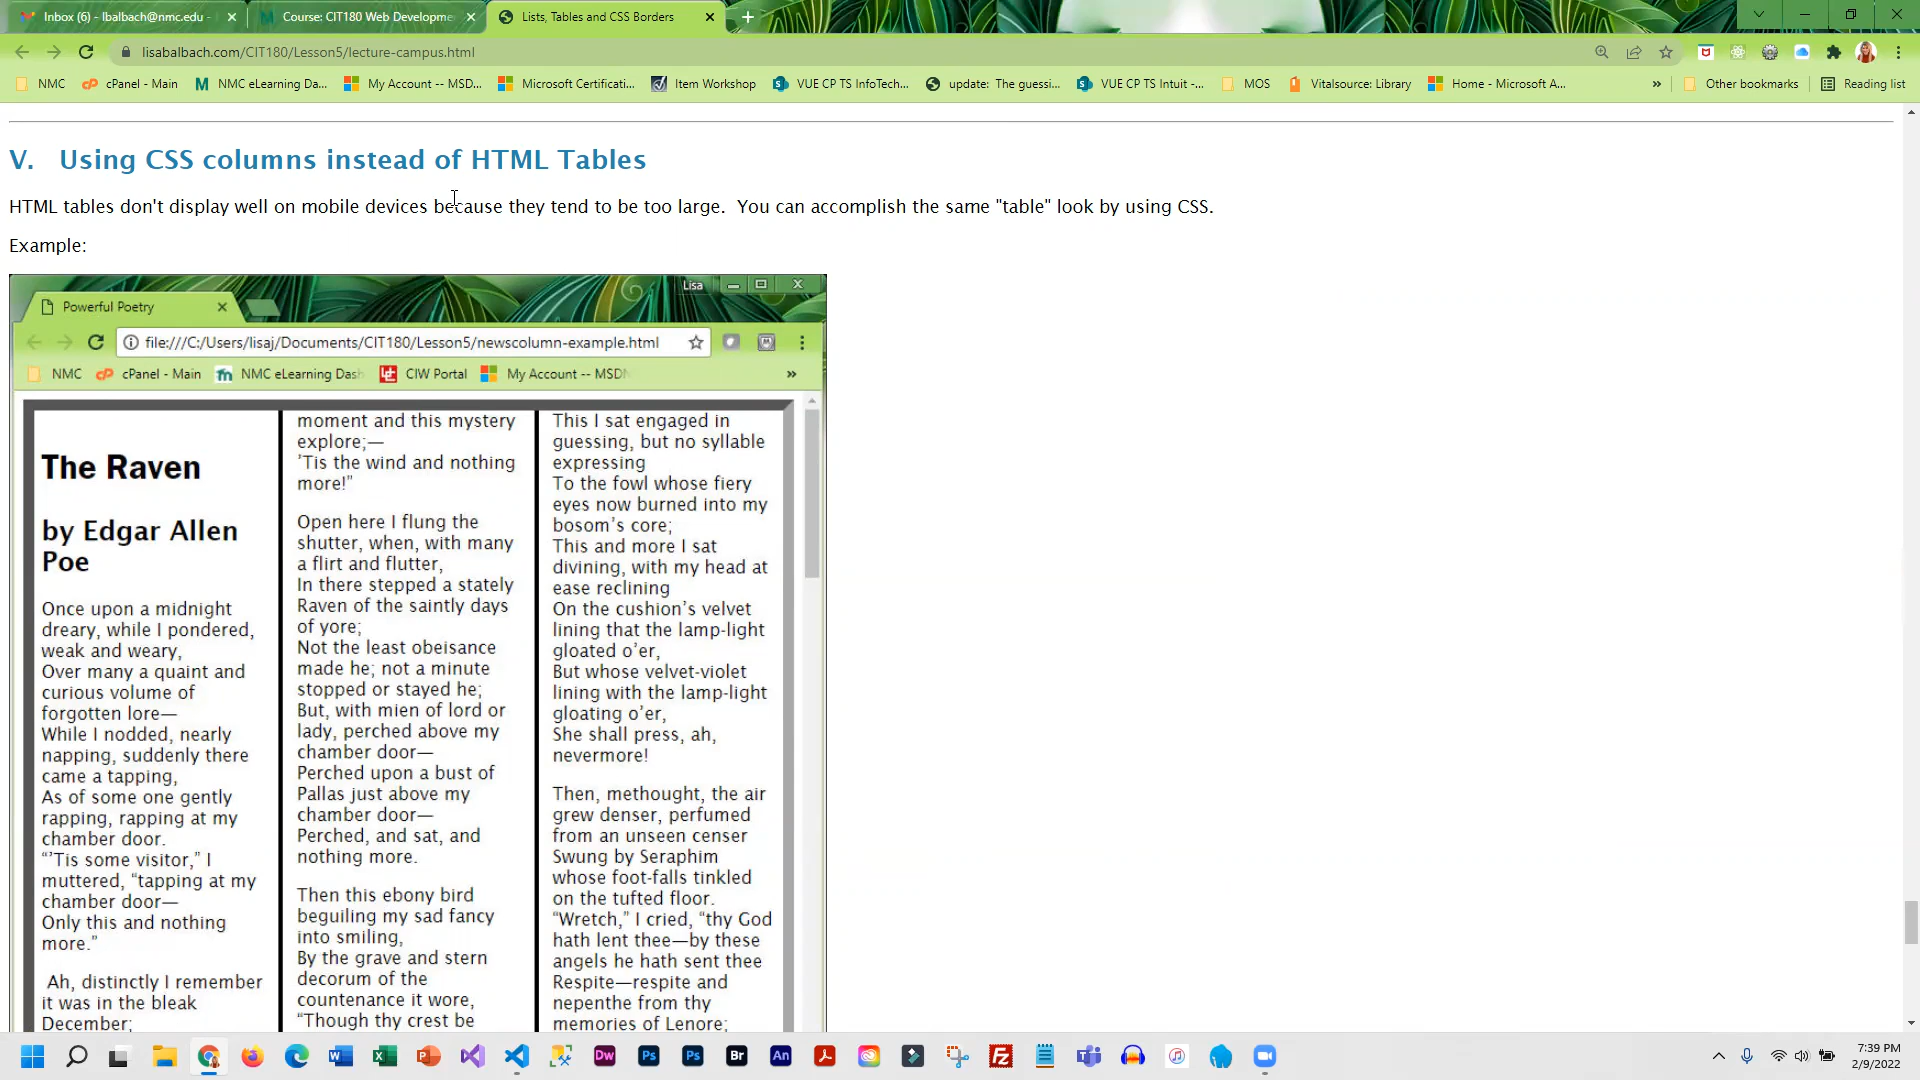 Inbox (6) - lbalbach@nmc.edu -
Course: CIT180 Web Developme
Lists, Tables and CSS Borders
lisabalbach.com/CIT180/Lesson5/lecture-campus.html
NMC
cPanel - Main
NMC eLearning Da...
My Account -- MSD...
Microsoft Certificati...
Item Workshop
VUE CP TS InfoTech...
update: The guessi...
VUE CP TS Intuit -...
MOS
Vitalsource: Library
Home - Microsoft A...
»
Other bookmarks
Reading list
V. Using CSS columns instead of HTML Tables
HTML tables don't display well on mobile devices because they tend to be too large. You can accomplish the same "table" look by using CSS.
Example:
Lisa
Powerful Poetry
file:///C:/Users/lisaj/Documents/CIT180/Lesson5/newscolumn-example.html
NMC
cPanel - Main
NMC eLearning Dash
CIW Portal
My Account -- MSDN
»
The Raven
by Edgar Allen
Poe
Once upon a midnight
dreary, while I pondered,
weak and weary,
Over many a quaint and
curious volume of
forgotten lore—
While I nodded, nearly
napping, suddenly there
came a tapping,
As of some one gently
rapping, rapping at my
chamber door.
“’Tis some visitor,” I
muttered, “tapping at my
chamber door—
Only this and nothing
more.”
Ah, distinctly I remember
it was in the bleak
December;
moment and this mystery
explore;—
’Tis the wind and nothing
more!”
Open here I flung the
shutter, when, with many
a flirt and flutter,
In there stepped a stately
Raven of the saintly days
of yore;
Not the least obeisance
made he; not a minute
stopped or stayed he;
But, with mien of lord or
lady, perched above my
chamber door—
Perched upon a bust of
Pallas just above my
chamber door—
Perched, and sat, and
nothing more.
Then this ebony bird
beguiling my sad fancy
into smiling,
By the grave and stern
decorum of the
countenance it wore,
“Though thy crest be
This I sat engaged in
guessing, but no syllable
expressing
To the fowl whose fiery
eyes now burned into my
bosom’s core;
This and more I sat
divining, with my head at
ease reclining
On the cushion’s velvet
lining that the lamp-light
gloated o’er,
But whose velvet-violet
lining with the lamp-light
gloating o’er,
She shall press, ah,
nevermore!
Then, methought, the air
grew denser, perfumed
from an unseen censer
Swung by Seraphim
whose foot-falls tinkled
on the tufted floor.
“Wretch,” I cried, “thy God
hath lent thee—by these
angels he hath sent thee
Respite—respite and
nepenthe from thy
memories of Lenore;
Dw
Ps
Ps
Br
An
Fz
7:39 PM
2/9/2022